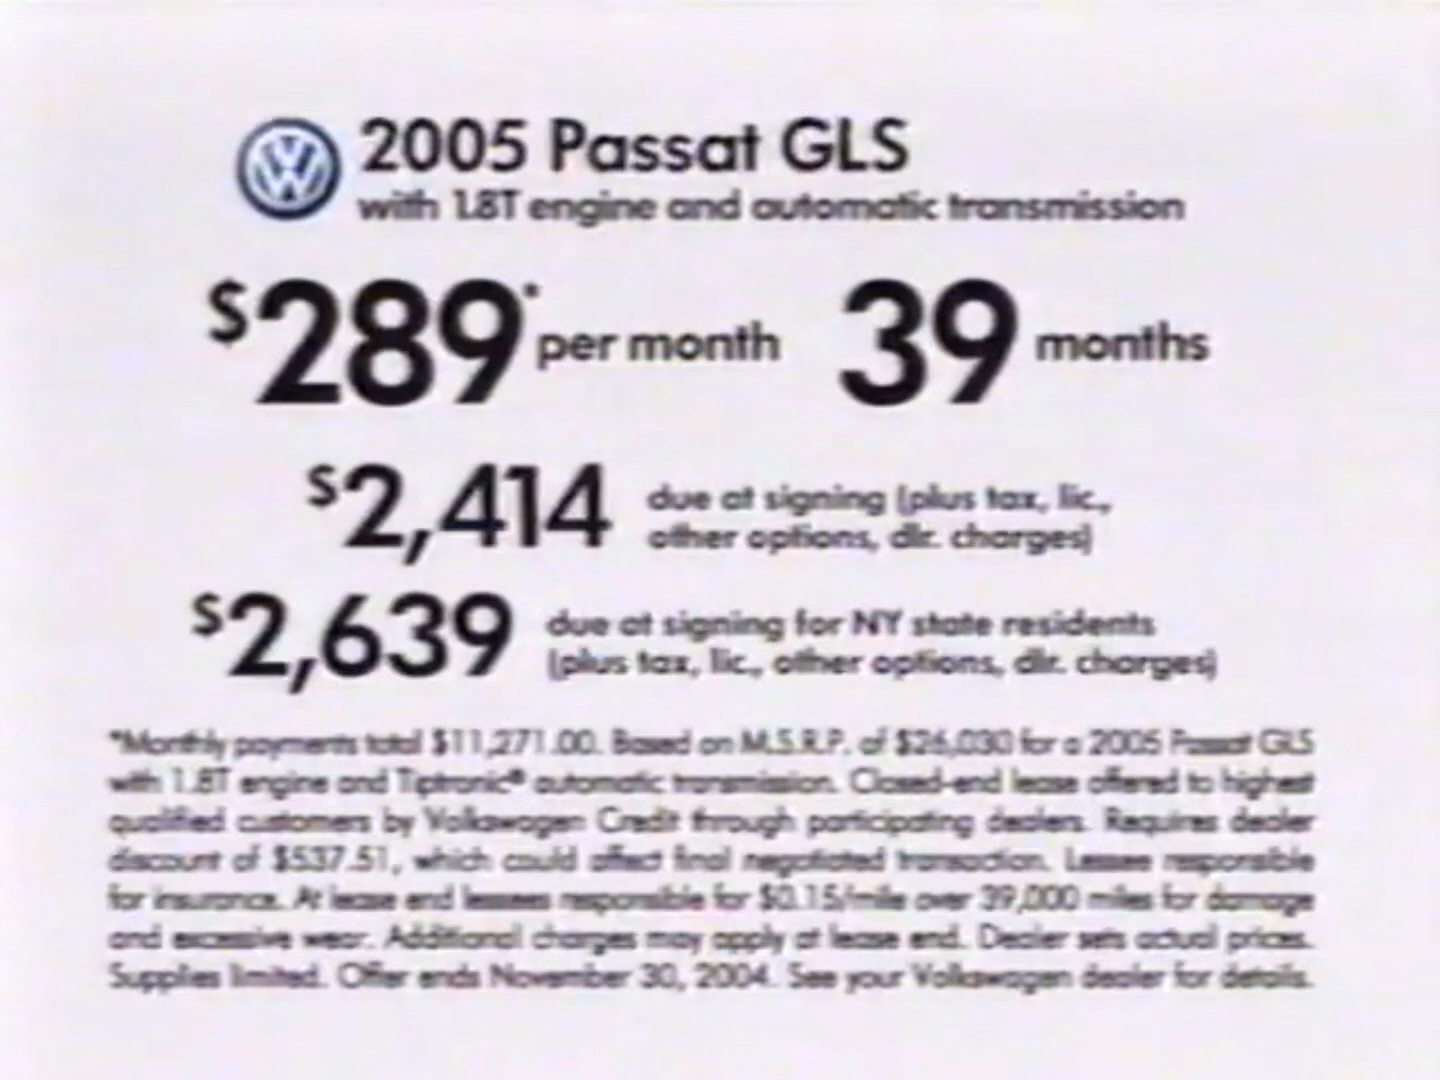 2005 Passat GLS
with 1.8T engine and automatic transmission
$289* per month 39 months
$2,414 due at signing (plus tax, lic.,
other options, dlr. charges)
$2,639 due at signing for NY state residents
(plus tax, lic., other options, dlr. charges)
*Monthly payments total $11,271.00. Based on M.S.R.P. of $26,030 for a 2005 Passat GLS
with 1.8T engine and Tiptronic® automatic transmission. Closed-end lease offered to highest
qualified customers by Volkswagen Credit through participating dealers. Requires dealer
discount of $537.51, which could affect final negotiated transaction. Lessee responsible
for insurance. At lease end lessees responsible for $0.15/mile over 39,000 miles for damage
and excessive wear. Additional charges may apply at lease end. Dealer sets actual prices.
Supplies limited. Offer ends November 30, 2004. See your Volkswagen dealer for details.